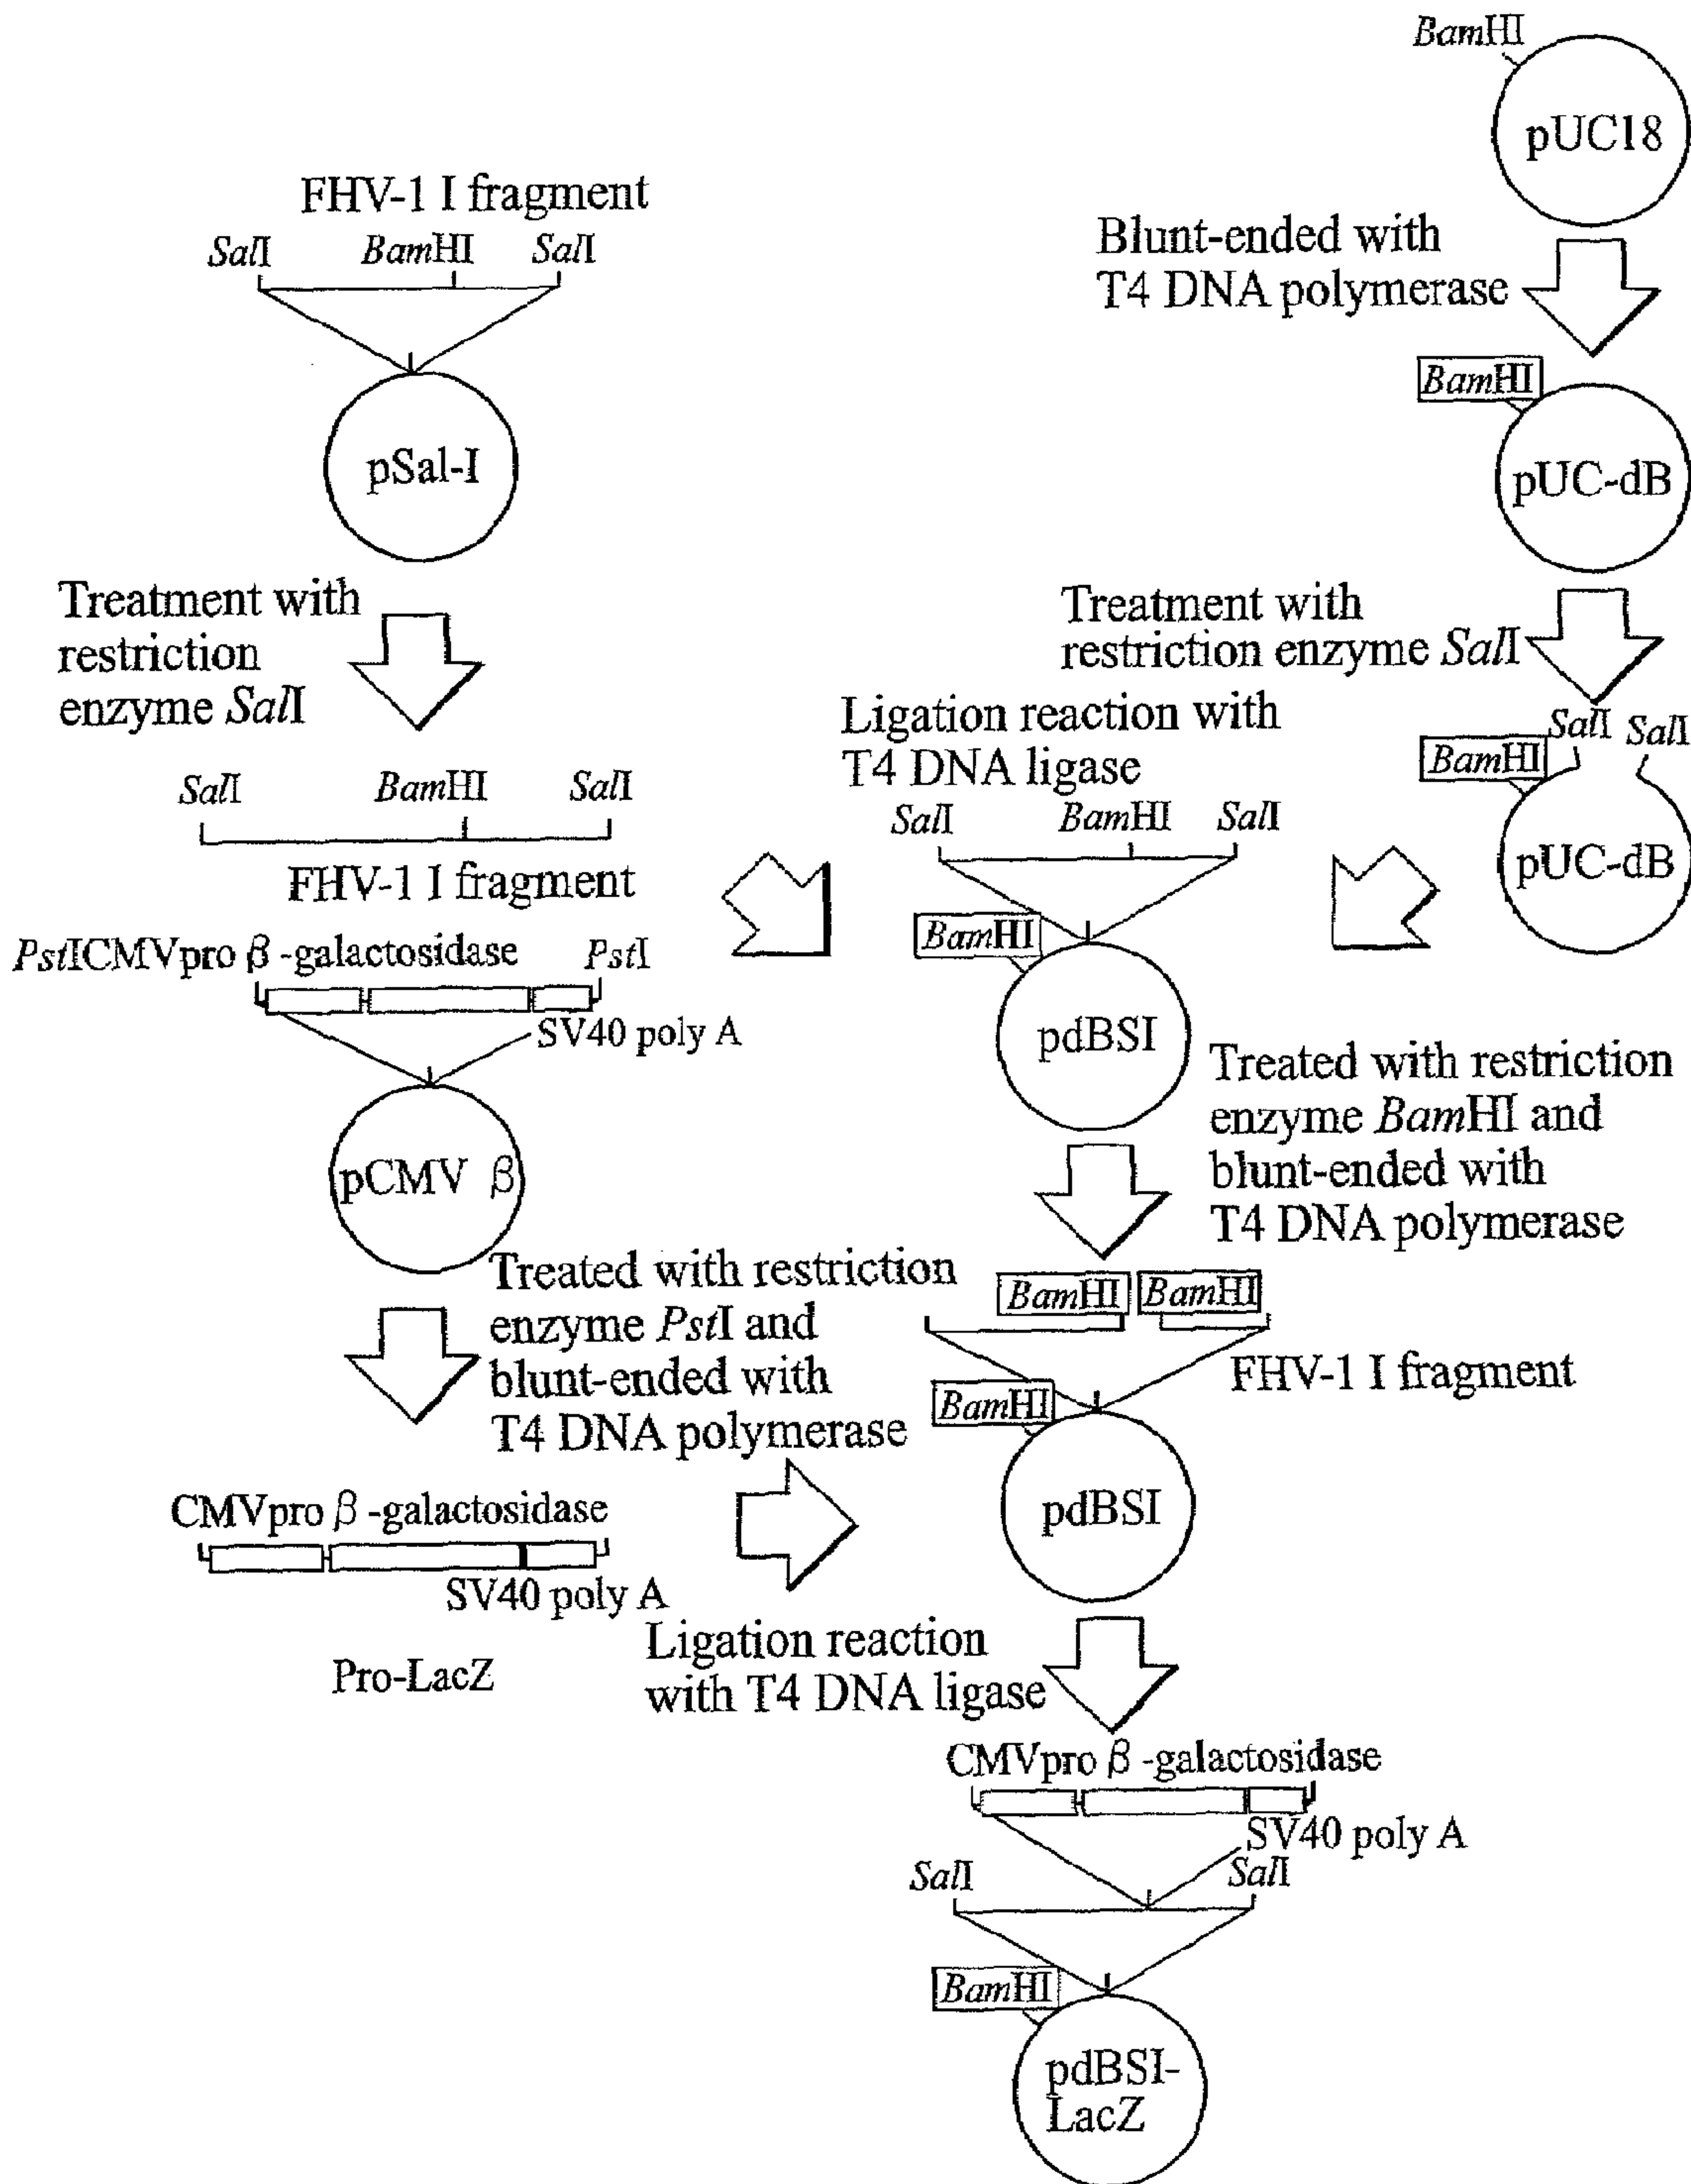 BamHI
pUC18
FHV-1 I fragment
SalI BamHI SalI
Blunt-ended with
T4 DNA polymerase
BamHI
pSal-I
pUC-dB
Treatment with
restriction
enzyme SalI
Treatment with
restriction enzyme SalI
Ligation reaction with
T4 DNA ligase
SalI SalI
BamHI
SalI BamHI SalI
FHV-1 I fragment
SalI BamHI SalI
pUC-dB
BamHI
PstICMVpro β -galactosidase PstI
SV40 poly A
pdBSI
pCMV β
Treated with restriction
enzyme BamHI and
blunt-ended with
T4 DNA polymerase
Treated with restriction
enzyme PstI and
blunt-ended with
T4 DNA polymerase
BamHI BamHI
FHV-1 I fragment
BamHI
pdBSI
CMVpro β -galactosidase
SV40 poly A
Pro-LacZ
Ligation reaction
with T4 DNA ligase
CMVpro β -galactosidase
SV40 poly A
SalI SalI
BamHI
pdBSI-
LacZ